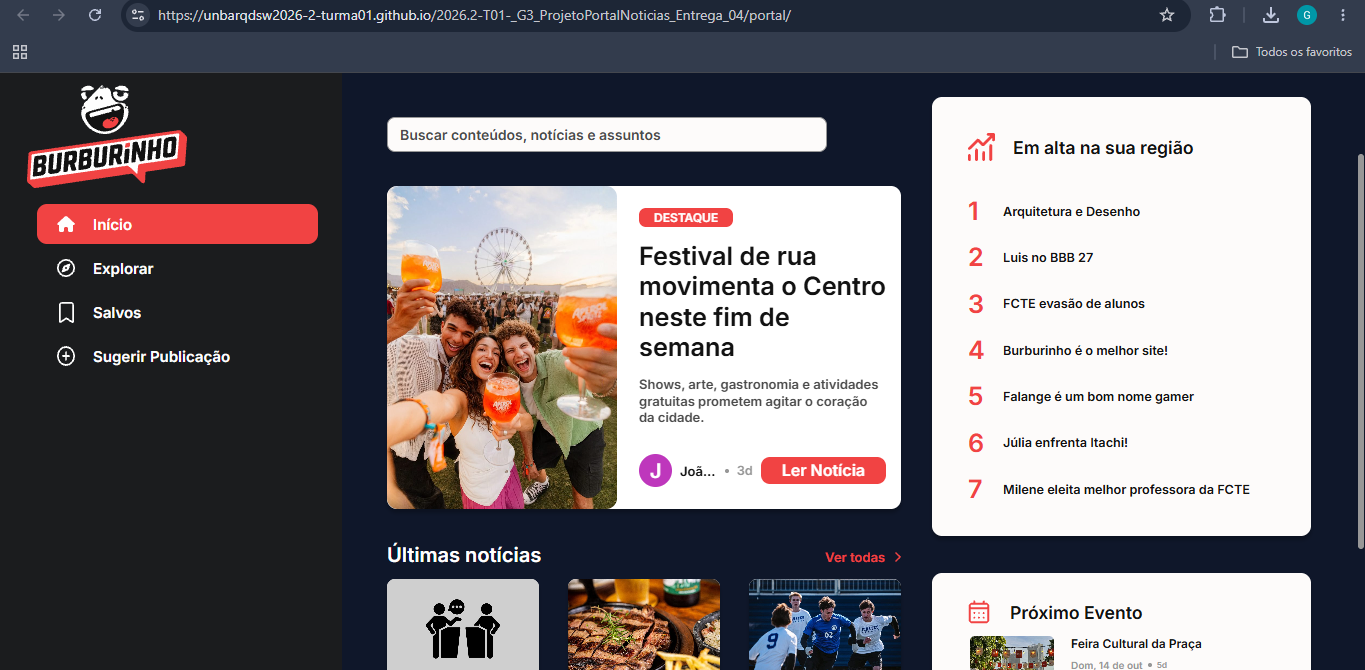 https://unbarqdsw2026-2-turma01.github.io/2026.2-T01-_G3_ProjetoPortalNoticias_Entrega_04/portal/
G
Todos os favoritos
BURBURiNHO
Início
Explorar
Salvos
Sugerir Publicação
Buscar conteúdos, notícias e assuntos
DESTAQUE
Festival de rua
movimenta o Centro
neste fim de
semana
Shows, arte, gastronomia e atividades
gratuitas prometem agitar o coração
da cidade.
J
Joã...
• 3d
Ler Notícia
Últimas notícias
Ver todas
9
02
Em alta na sua região
1 Arquitetura e Desenho
2 Luis no BBB 27
3 FCTE evasão de alunos
4 Burburinho é o melhor site!
5 Falange é um bom nome gamer
6 Júlia enfrenta Itachi!
7 Milene eleita melhor professora da FCTE
Próximo Evento
Feira Cultural da Praça
Dom, 14 de out • 5d